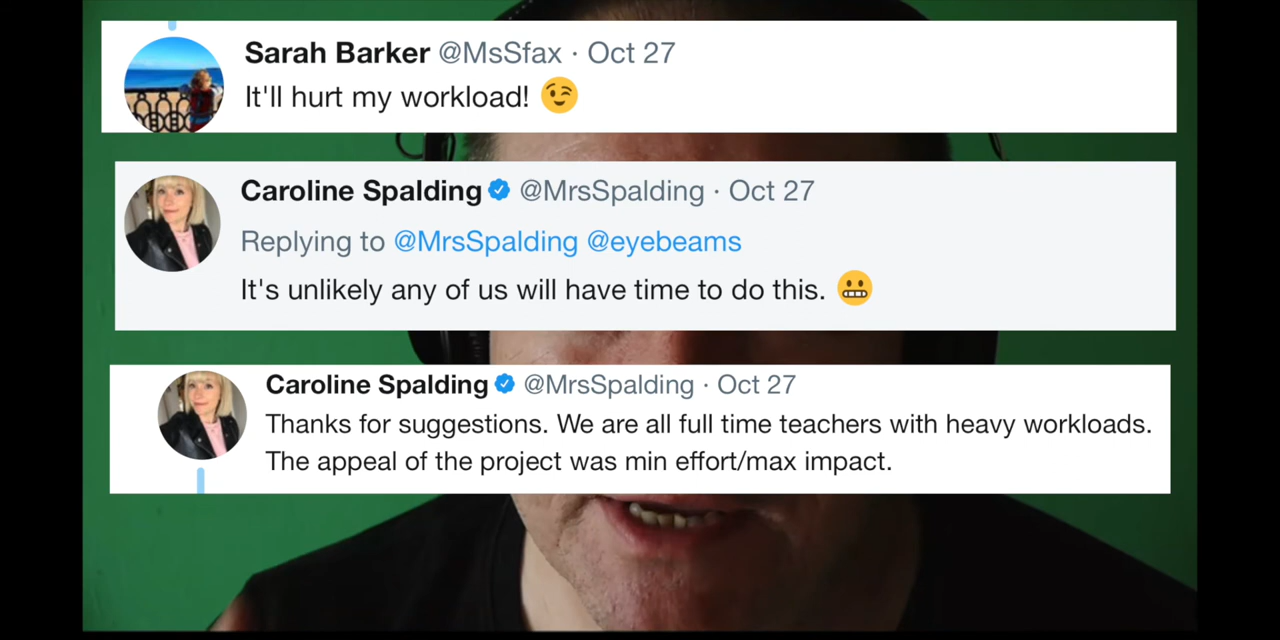 Sarah Barker @MsSfax · Oct 27
It'll hurt my workload! 😉
Caroline Spalding @MrsSpalding · Oct 27
Replying to @MrsSpalding @eyebeams
It's unlikely any of us will have time to do this. 😬
Caroline Spalding @MrsSpalding · Oct 27
Thanks for suggestions. We are all full time teachers with heavy workloads.
The appeal of the project was min effort/max impact.